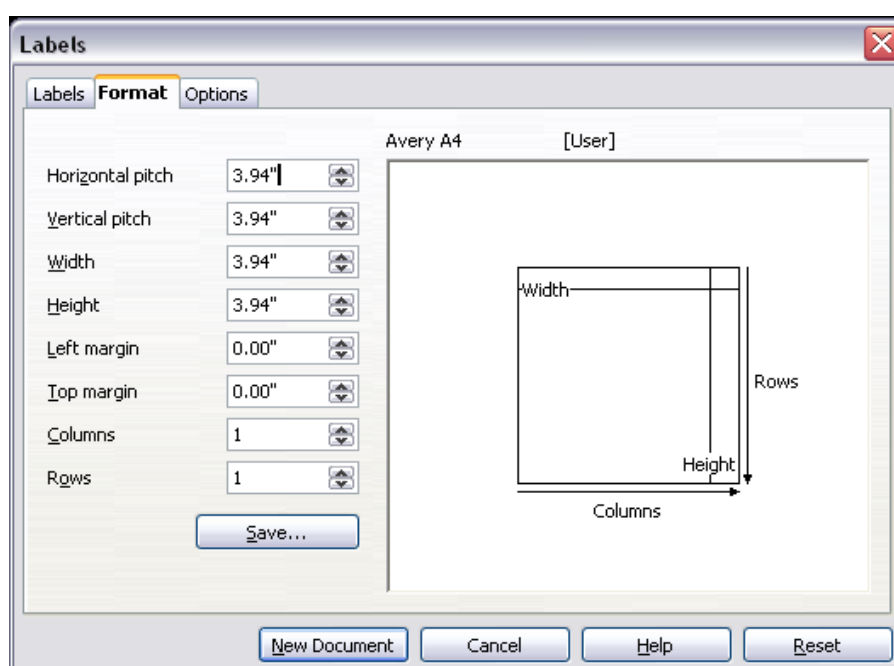 Labels
Labels Format Options
Avery A4 [User]
Horizontal pitch 3.94"
Vertical pitch 3.94"
Width 3.94"
Height 3.94"
Left margin 0.00"
Top margin 0.00"
Columns 1
Rows 1
Save...
Width
Rows
Height
Columns
New Document Cancel Help Reset